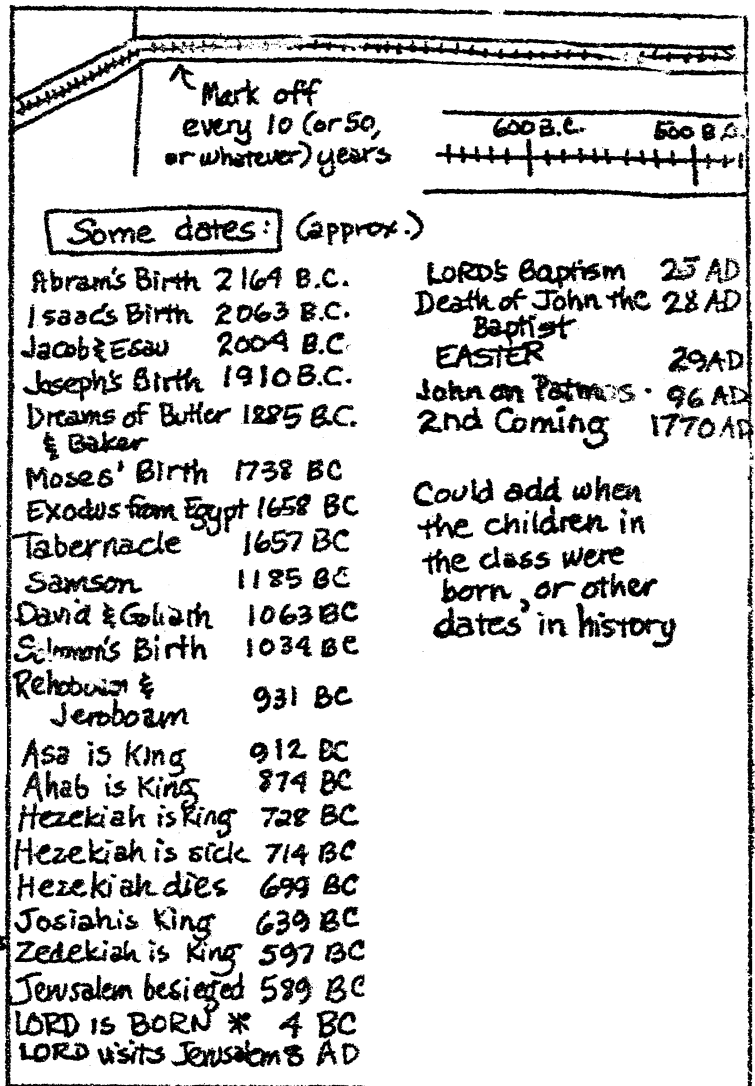 Mark off
every 10 (or 50,
or whatever) years
600 B.C. 500 B.C.
Some dates: (approx.)
Abram's Birth 2164 B.C.
Isaac's Birth 2063 B.C.
Jacob & Esau 2004 B.C.
Joseph's Birth 1910 B.C.
Dreams of Butler 1885 B.C.
& Baker
Moses' Birth 1738 BC
Exodus from Egypt 1658 BC
Tabernacle 1657 BC
Samson 1185 BC
David & Goliath 1063 BC
Solomon's Birth 1034 BC
Rehoboam &
Jeroboam 931 BC
Asa is King 912 BC
Ahab is King 874 BC
Hezekiah is King 728 BC
Hezekiah is sick 714 BC
Hezekiah dies 699 BC
Josiah is King 639 BC
Zedekiah is King 597 BC
Jerusalem besieged 589 BC
LORD IS BORN * 4 BC
LORD visits Jerusalem 8 AD
LORD'S Baptism 25 AD
Death of John the 28 AD
Baptist
EASTER 29 AD
John on Patmos. 96 AD
2nd Coming 1770 AD
Could add when
the children in
the class were
born, or other
dates in history